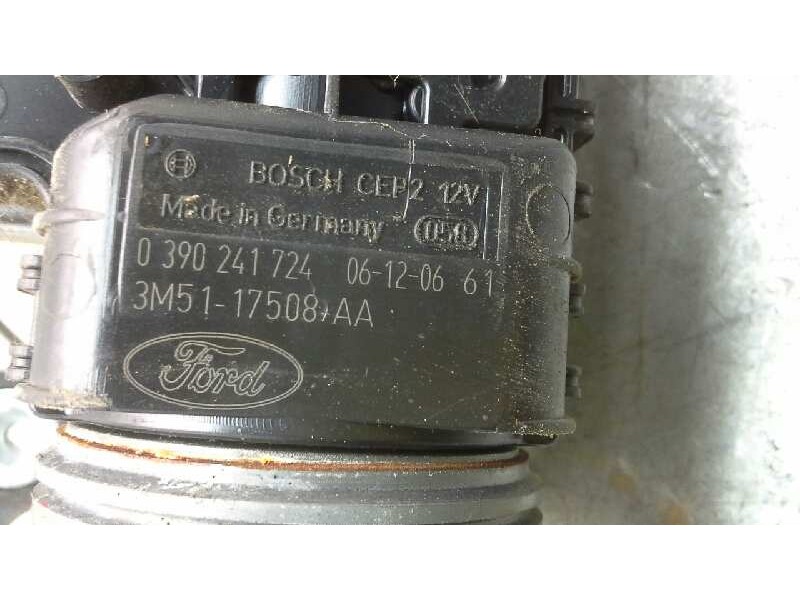 BOSCH CEP2 12V
Made in Germany
0 390 241 724 06-12-06 61
3M51-17508-AA
Ford